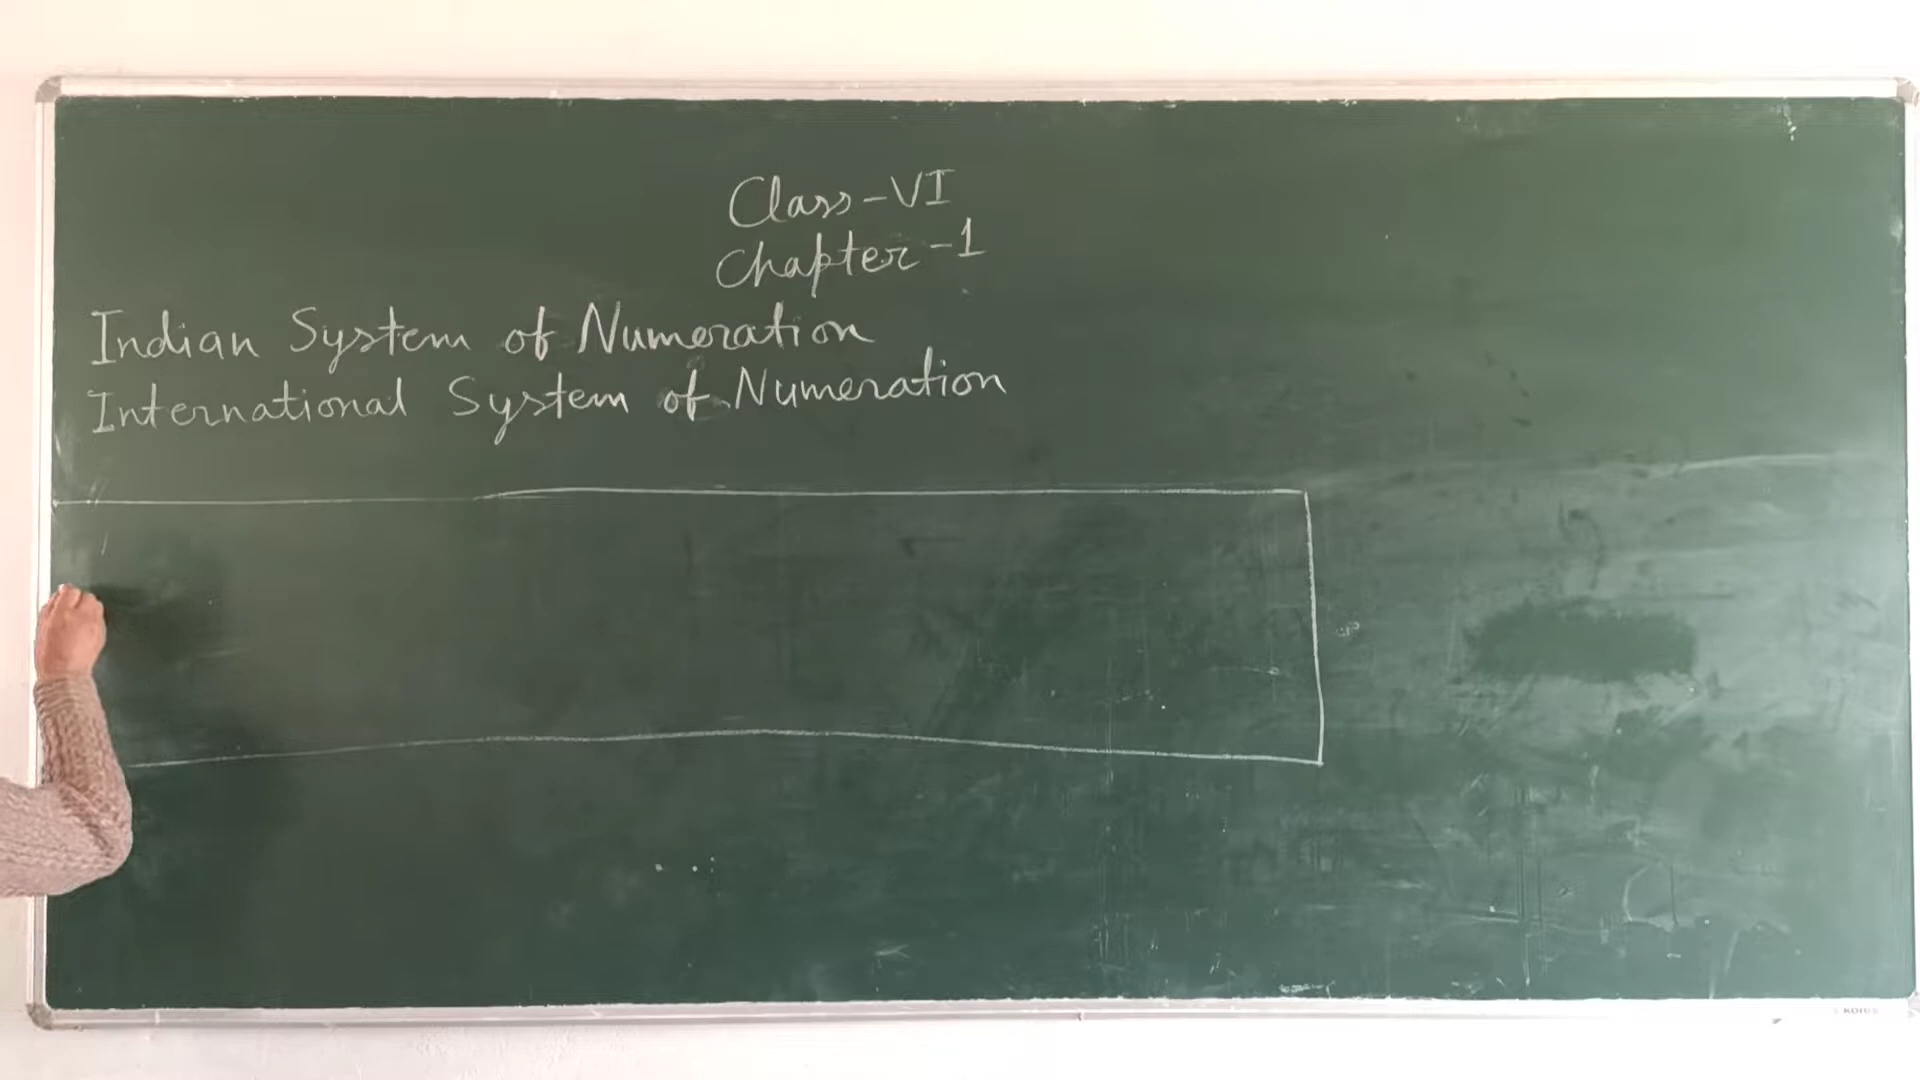 Class-VI
Chapter-1
Indian System of Numeration
International System of Numeration